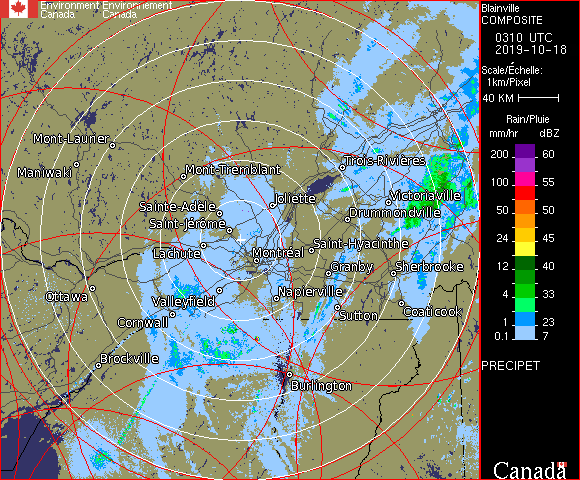 Environment Environnement
Canada Canada
Blainville
COMPOSITE
0310 UTC
2019-10-18
Scale/Échelle:
1km/Pixel
40 KM
Rain/Pluie
mm/hr dBZ
200 60
100 55
50 50
24 45
12 40
4 33
1 23
0.1 7
PRECIPET
Canada
Mont-Laurier
Maniwaki
Mont-Tremblant
Trois-Rivières
Joliette
Victoriaville
Sainte-Adele
Drummondville
Saint-Jérôme
Saint-Hyacinthe
Lachute
Montréal
Granby
Sherbrooke
Ottawa
Valleyfield
Napierville
Cornwall
Sutton
Coaticook
Brockville
Burlington